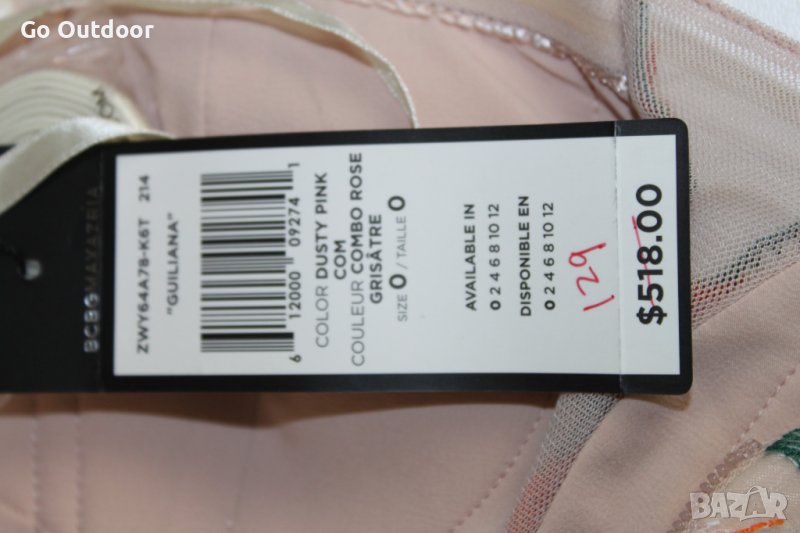 Go Outdoor
BCBGMAXAZRIA
ZWY64A78-K6T 214
"GUILIANA"
6 12000 09274 1
COLOR DUSTY PINK
COM
COULEUR COMBO ROSE
GRISÂTRE
SIZE 0 / TAILLE 0
AVAILABLE IN
0 2 4 6 8 10 12
DISPONIBLE EN
0 2 4 6 8 10 12
129
$518.00
BAZAR